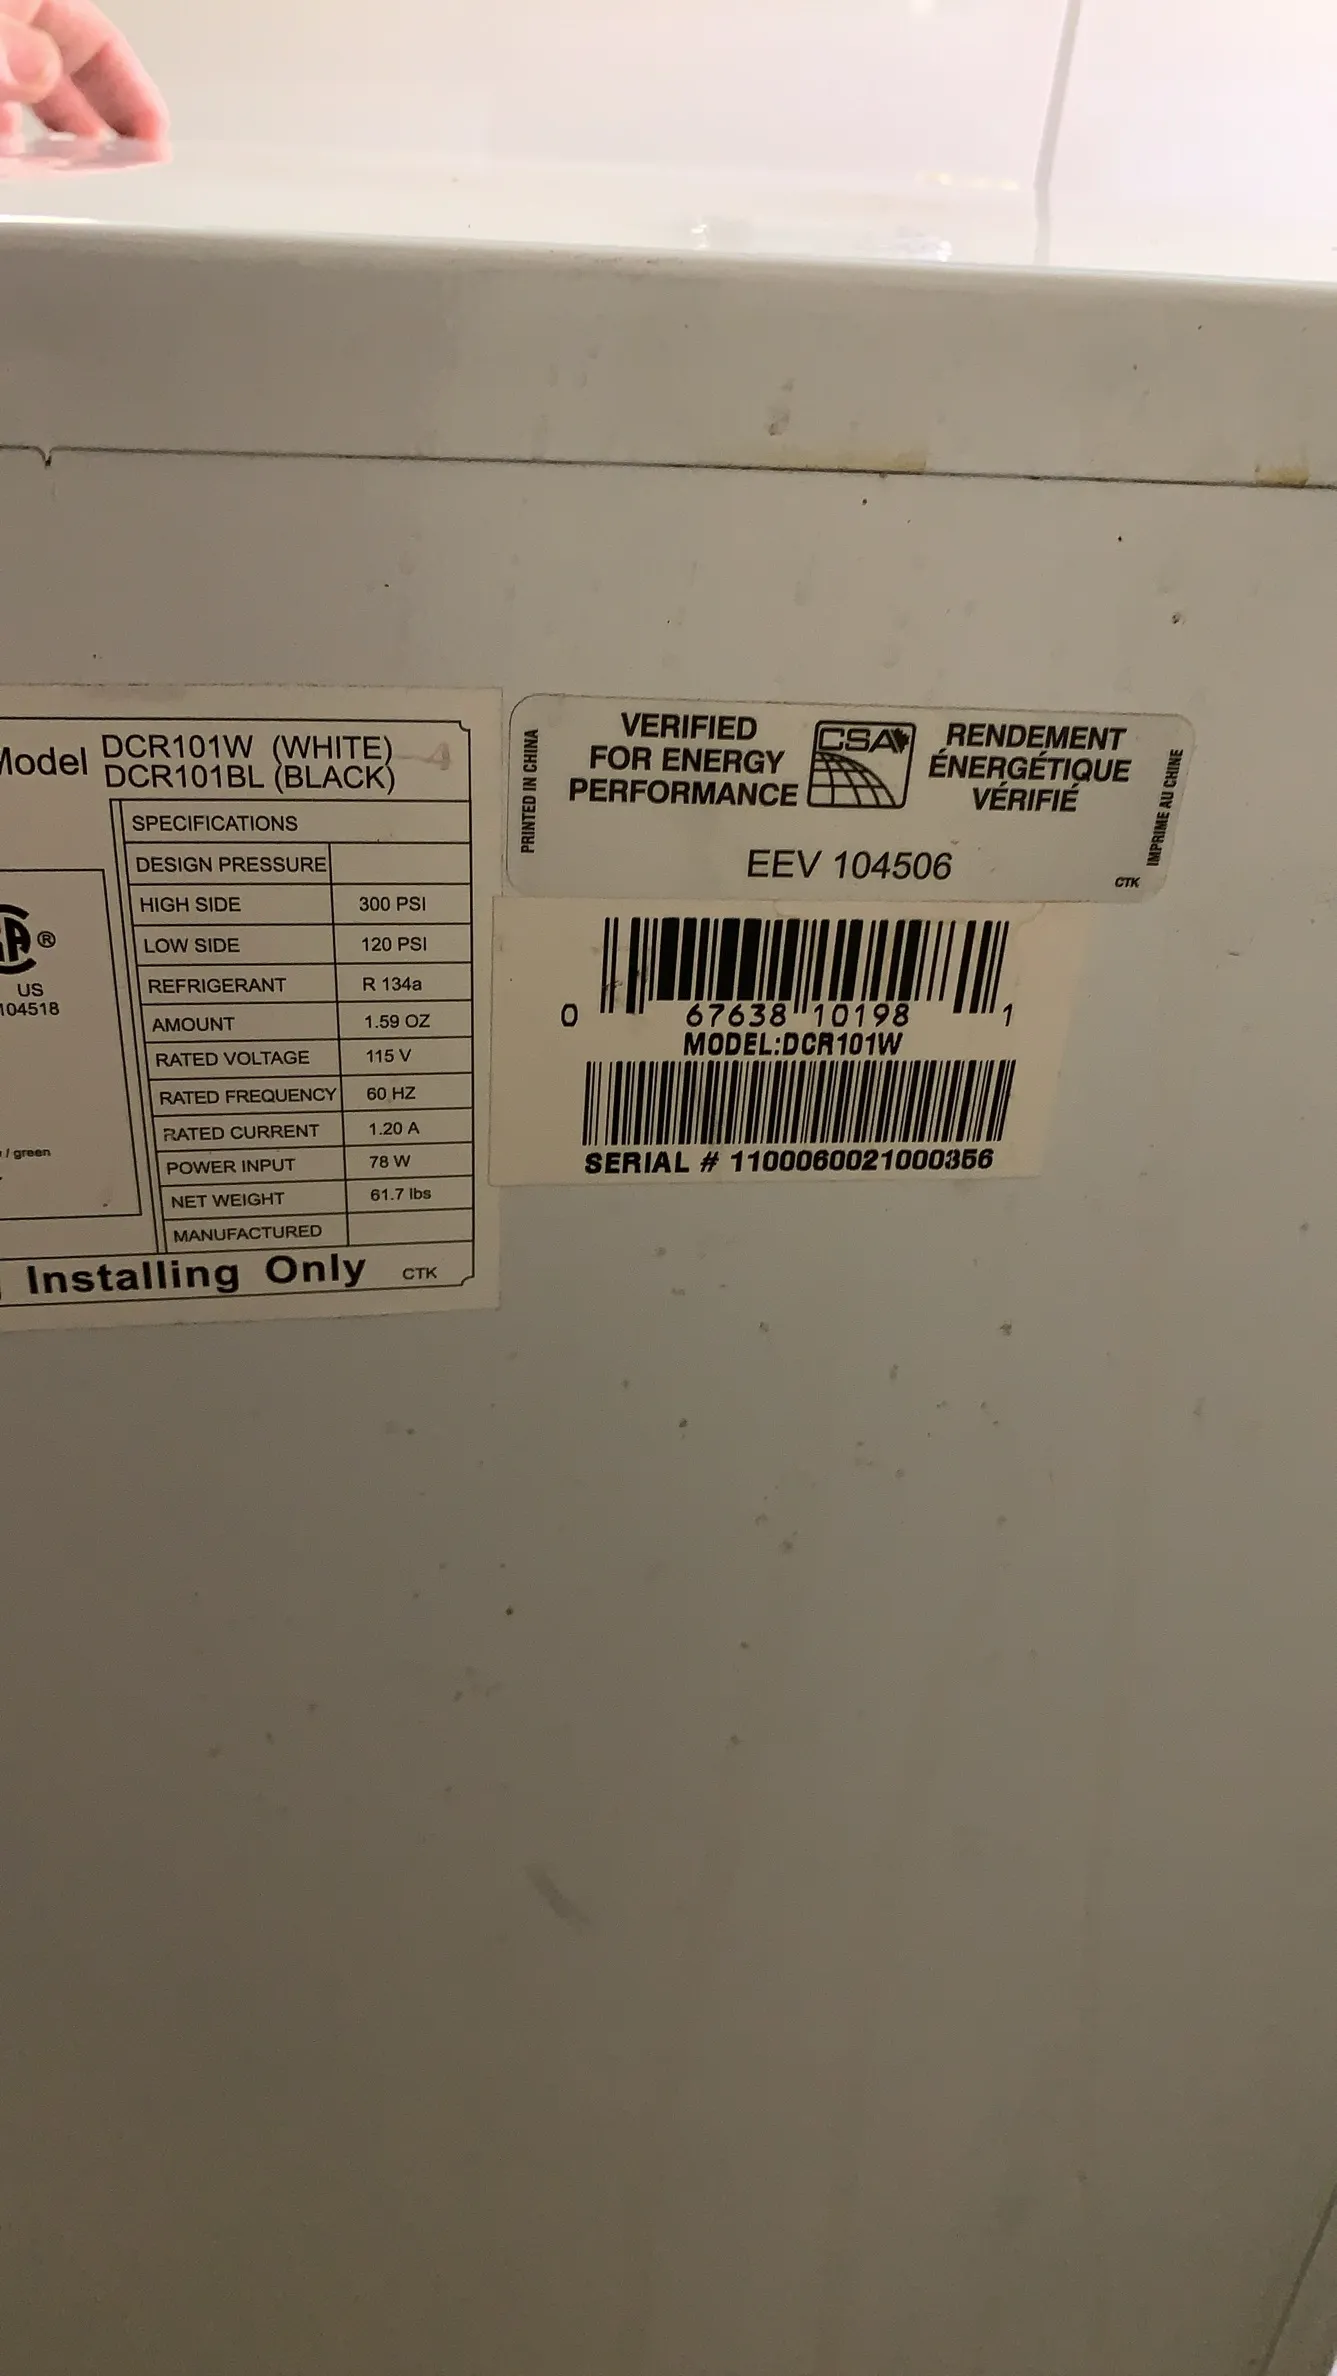 Model DCR101W (WHITE)
DCR101BL (BLACK)
SPECIFICATIONS
DESIGN PRESSURE
HIGH SIDE 300 PSI
LOW SIDE 120 PSI
REFRIGERANT R 134a
AMOUNT 1.59 OZ
RATED VOLTAGE 115 V
RATED FREQUENCY 60 HZ
RATED CURRENT 1.20 A
POWER INPUT 78 W
NET WEIGHT 61.7 lbs
MANUFACTURED
®
US
104518
/ green
Installing Only CTK
PRINTED IN CHINA
VERIFIED
FOR ENERGY
PERFORMANCE
CSA
RENDEMENT
ÉNERGÉTIQUE
VÉRIFIÉ
IMPRIME AU CHINE
EEV 104506
CTK
0 67638 10198 1
MODEL:DCR101W
SERIAL # 1100060021000356